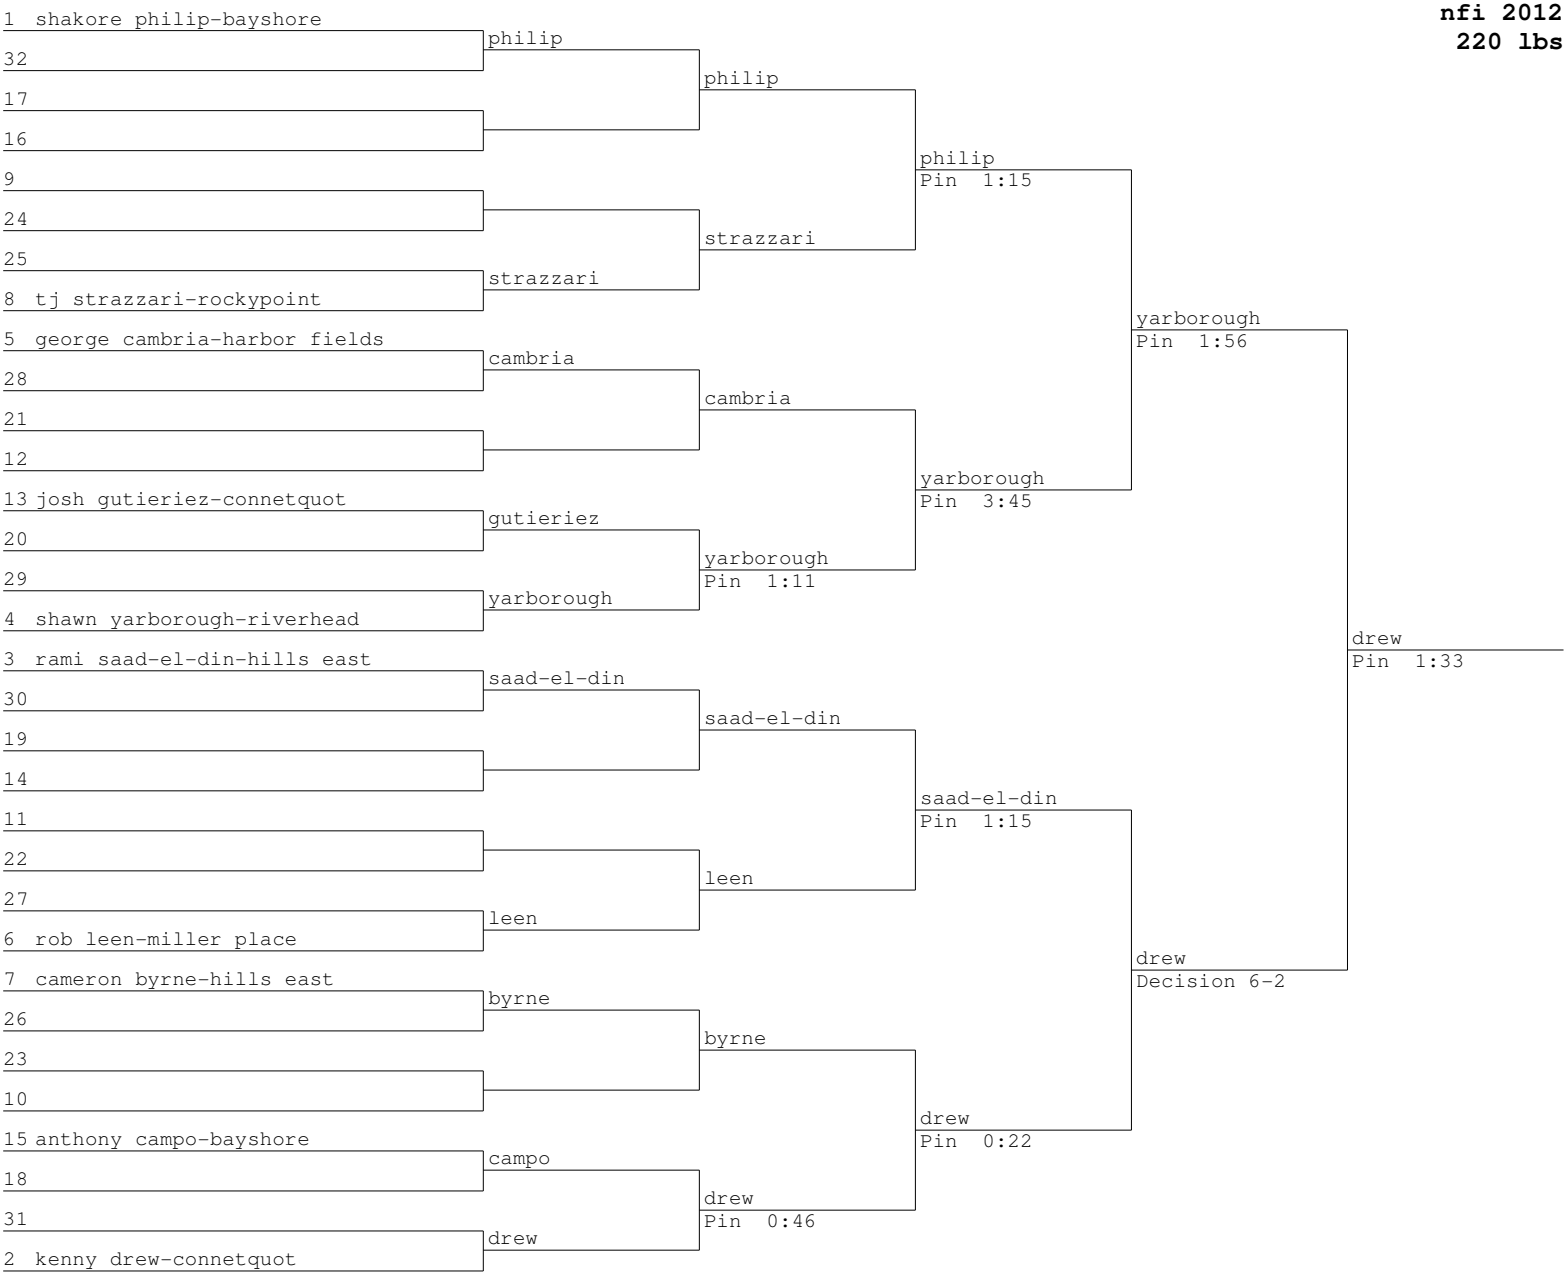 nfi 2012
220 lbs
1 shakore philip-bayshore
philip
32
philip
17
16
philip
Pin 1:15
9
24
strazzari
25
strazzari
8 tj strazzari-rockypoint
yarborough
Pin 1:56
5 george cambria-harbor fields
cambria
28
cambria
21
12
yarborough
Pin 3:45
13 josh gutieriez-connetquot
gutieriez
20
yarborough
Pin 1:11
29
yarborough
4 shawn yarborough-riverhead
drew
Pin 1:33
3 rami saad-el-din-hills east
saad-el-din
30
saad-el-din
19
14
saad-el-din
Pin 1:15
11
22
leen
27
leen
6 rob leen-miller place
drew
Decision 6-2
7 cameron byrne-hills east
byrne
26
byrne
23
10
drew
Pin 0:22
15 anthony campo-bayshore
campo
18
drew
Pin 0:46
31
drew
2 kenny drew-connetquot